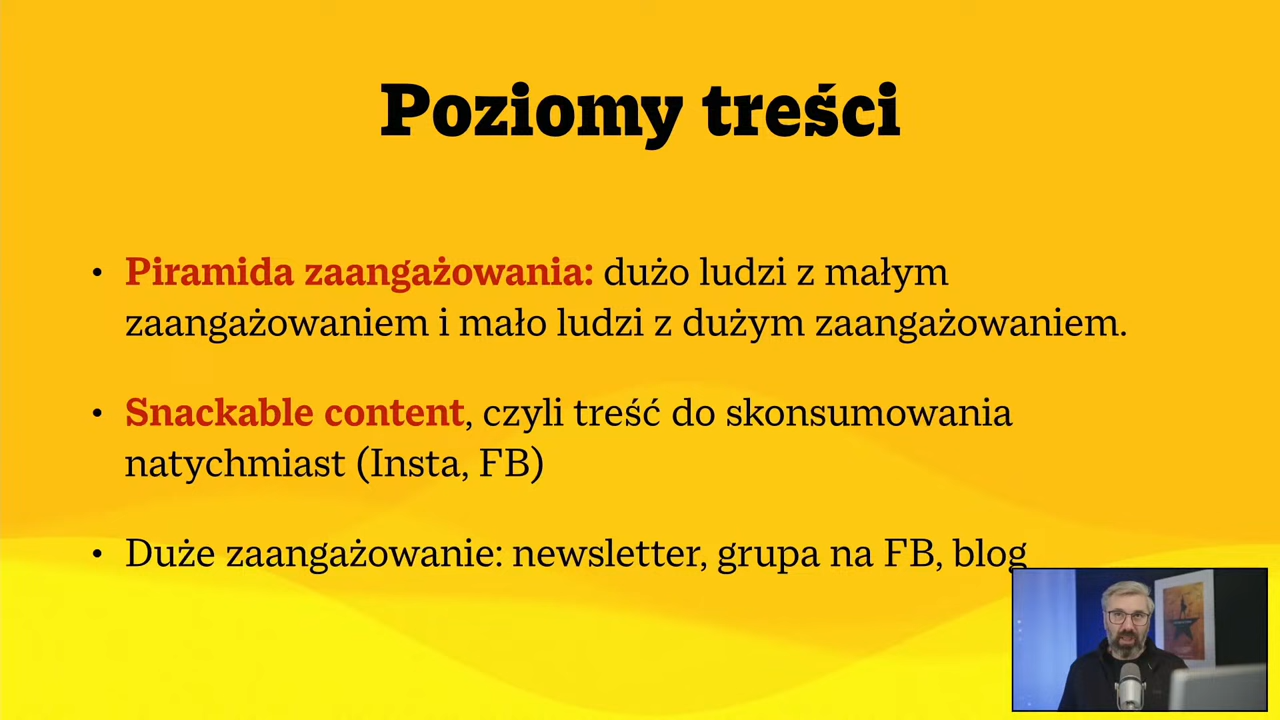 Poziomy treści
• Piramida zaangażowania: dużo ludzi z małym
zaangażowaniem i mało ludzi z dużym zaangażowaniem.
• Snackable content, czyli treść do skonsumowania
natychmiast (Insta, FB)
• Duże zaangażowanie: newsletter, grupa na FB, blog